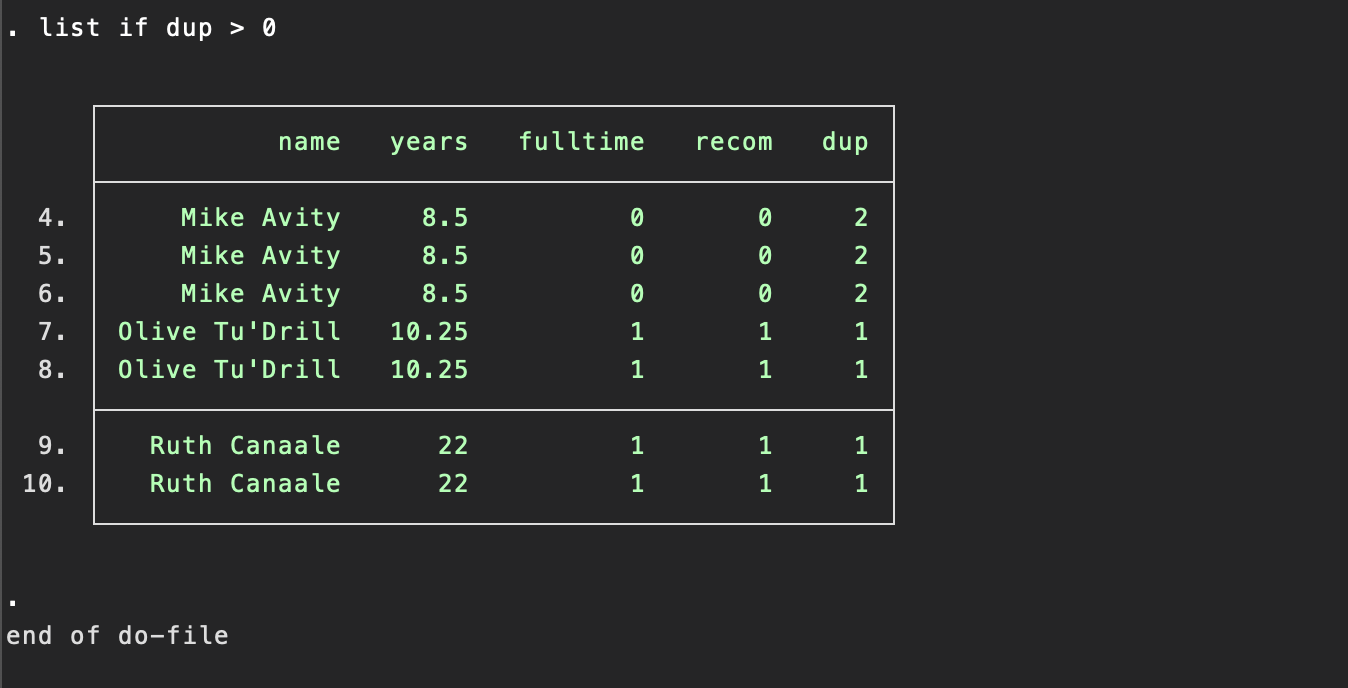 . list if dup > 0
name years fulltime recom dup
4. Mike Avity 8.5 0 0 2
5. Mike Avity 8.5 0 0 2
6. Mike Avity 8.5 0 0 2
7. Olive Tu'Drill 10.25 1 1 1
8. Olive Tu'Drill 10.25 1 1 1
9. Ruth Canaale 22 1 1 1
10. Ruth Canaale 22 1 1 1
.
end of do-file